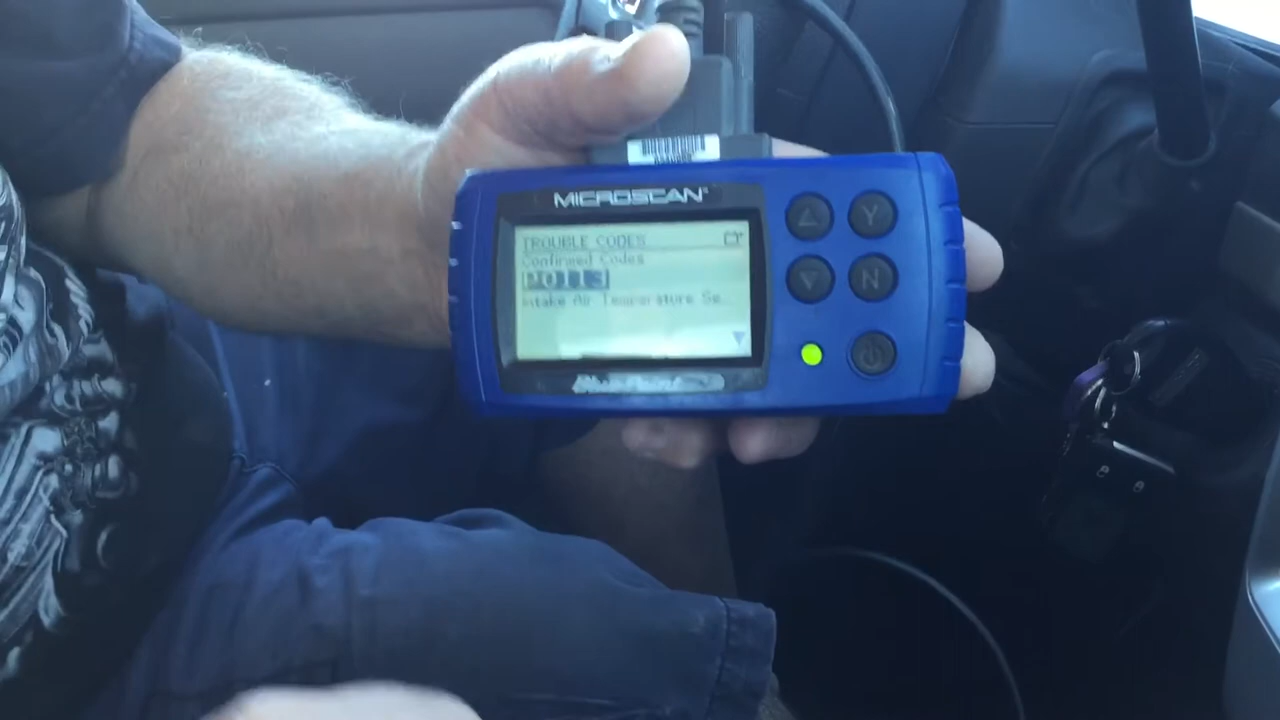 MICROSCAN
TROUBLE CODES
Confirmed Codes
P0113
Intake Air Temperature Se...
Y
N